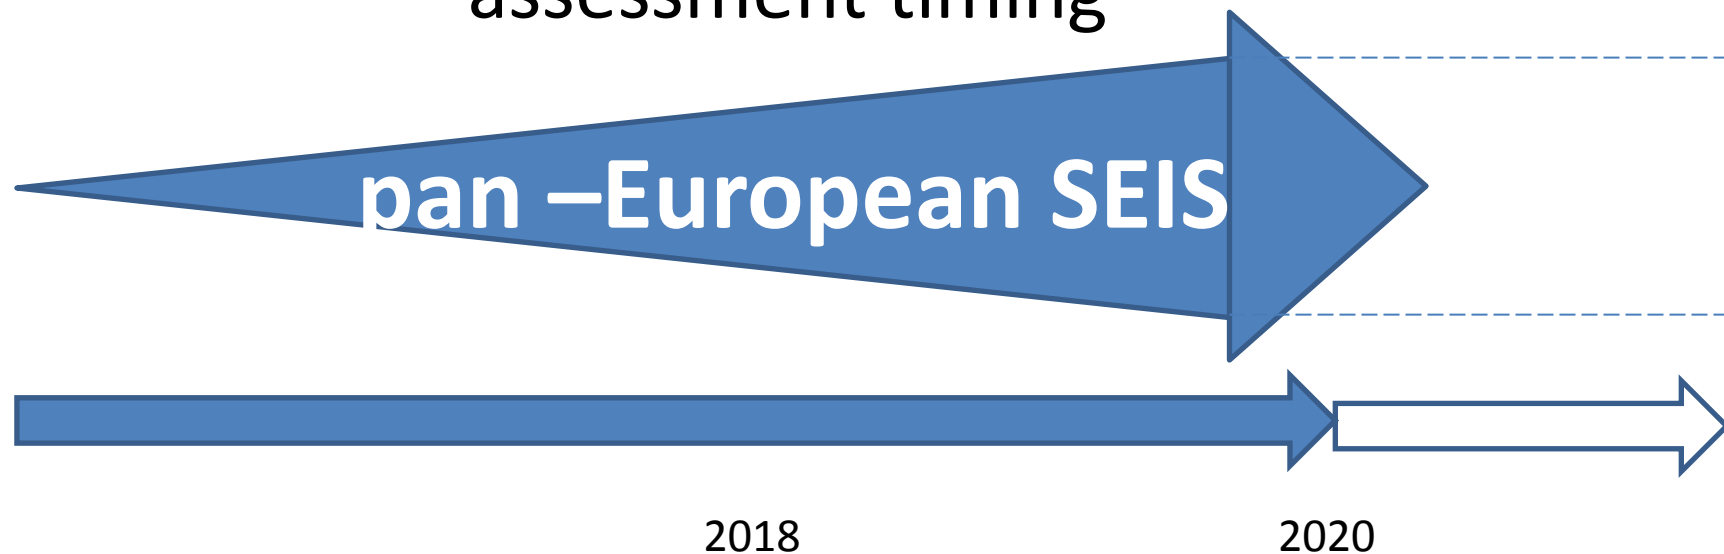 assessment timing
pan –European SEIS
2018
2020